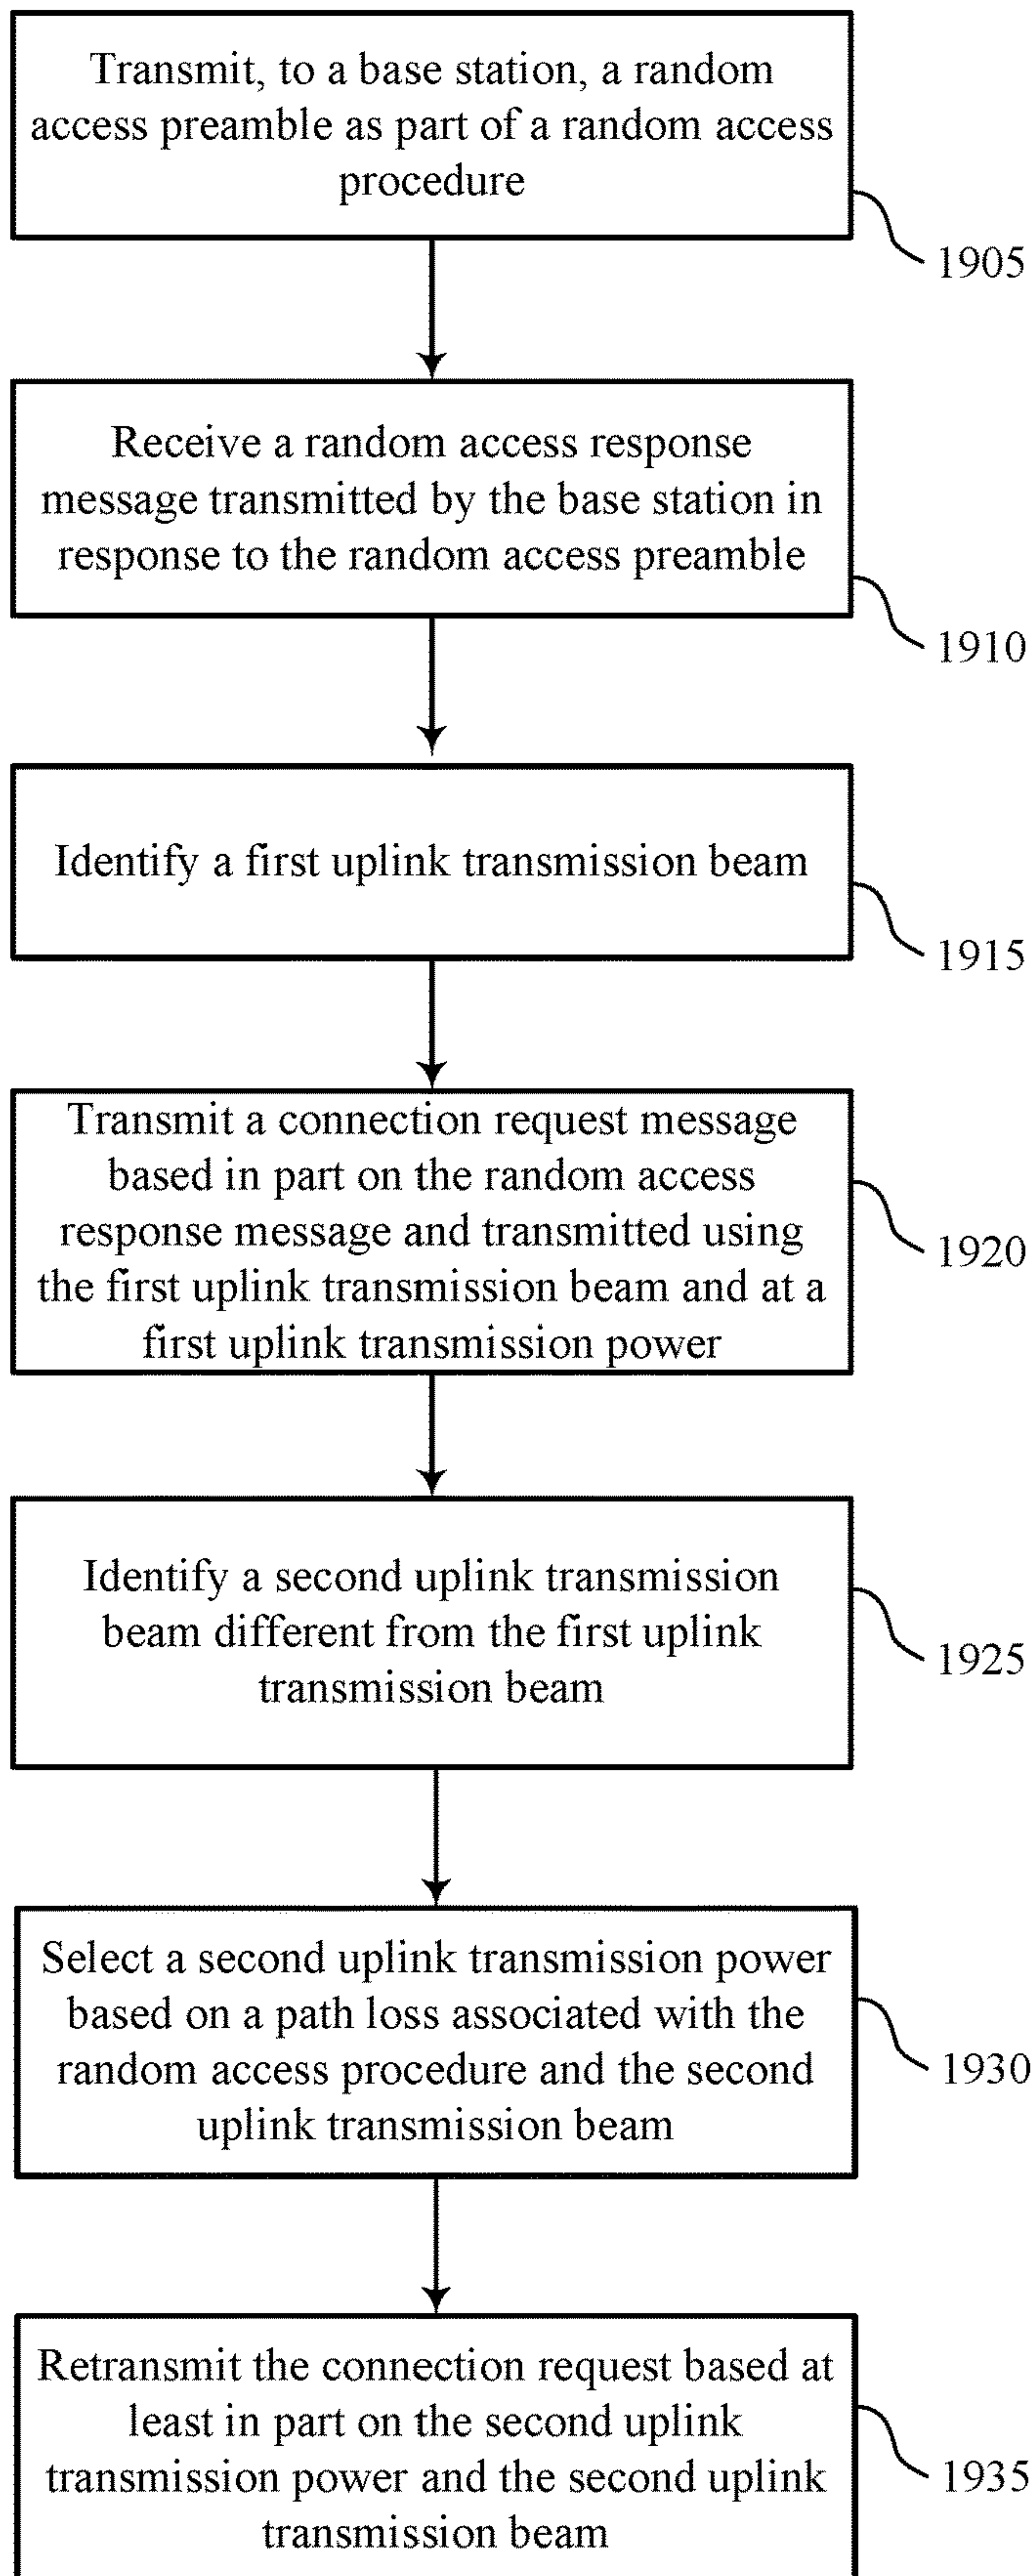 Transmit, to a base station, a random
access preamble as part of a random access
procedure
1905
Receive a random access response
message transmitted by the base station in
response to the random access preamble
1910
Identify a first uplink transmission beam
1915
Transmit a connection request message
based in part on the random access
response message and transmitted using
the first uplink transmission beam and at a
first uplink transmission power
1920
Identify a second uplink transmission
beam different from the first uplink
transmission beam
1925
Select a second uplink transmission power
based on a path loss associated with the
random access procedure and the second
uplink transmission beam
1930
Retransmit the connection request based at
least in part on the second uplink
transmission power and the second uplink
transmission beam
1935